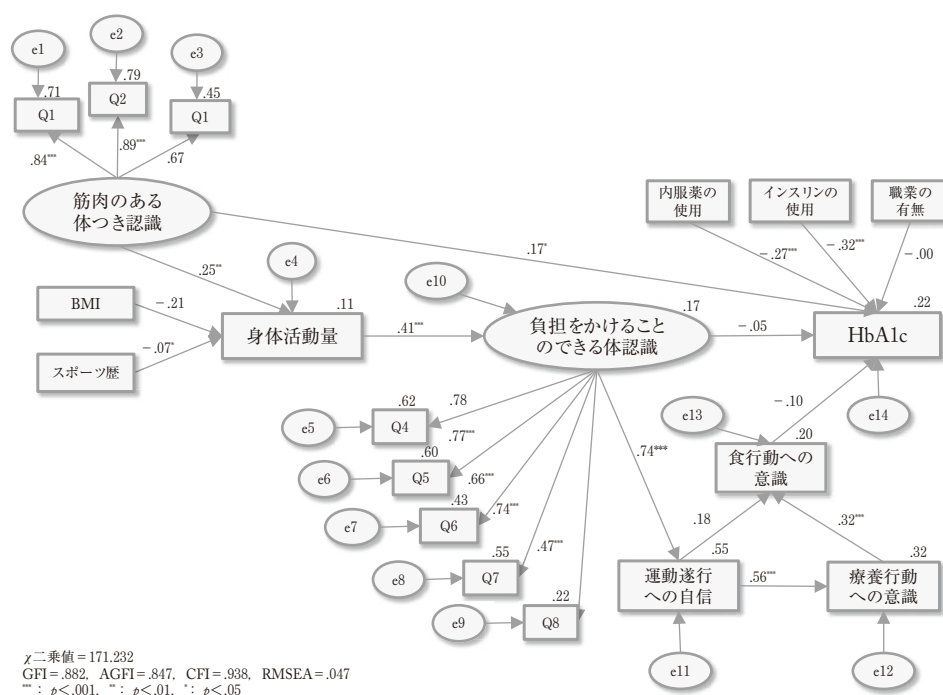 e1
e2
e3
.71
.79
.45
Q1
Q2
Q1
.84***
.89***
.67
筋肉のある
体つき認識
内服薬の
使用
インスリンの
使用
職業の
有無
.17*
−.27***
−.32***
−.00
.25**
e4
e10
BMI
−.21
.11
身体活動量
.41***
.17
負担をかけること
のできる体認識
−.05
.22
HbA1c
スポーツ歴
−.07*
−.10
e14
e13
.20
食行動への
意識
e5
.62
Q4
.78
.77***
e6
.60
Q5
.66***
.74***
e7
.43
Q6
.74***
.18
.32***
e8
.55
Q7
.47***
.55
運動遂行
への自信
.56***
.32
療養行動
への意識
e9
.22
Q8
e11
e12
χ二乗値=171.232
GFI=.882, AGFI=.847, CFI=.938, RMSEA=.047
***: p<.001, **: p<.01, *: p<.05